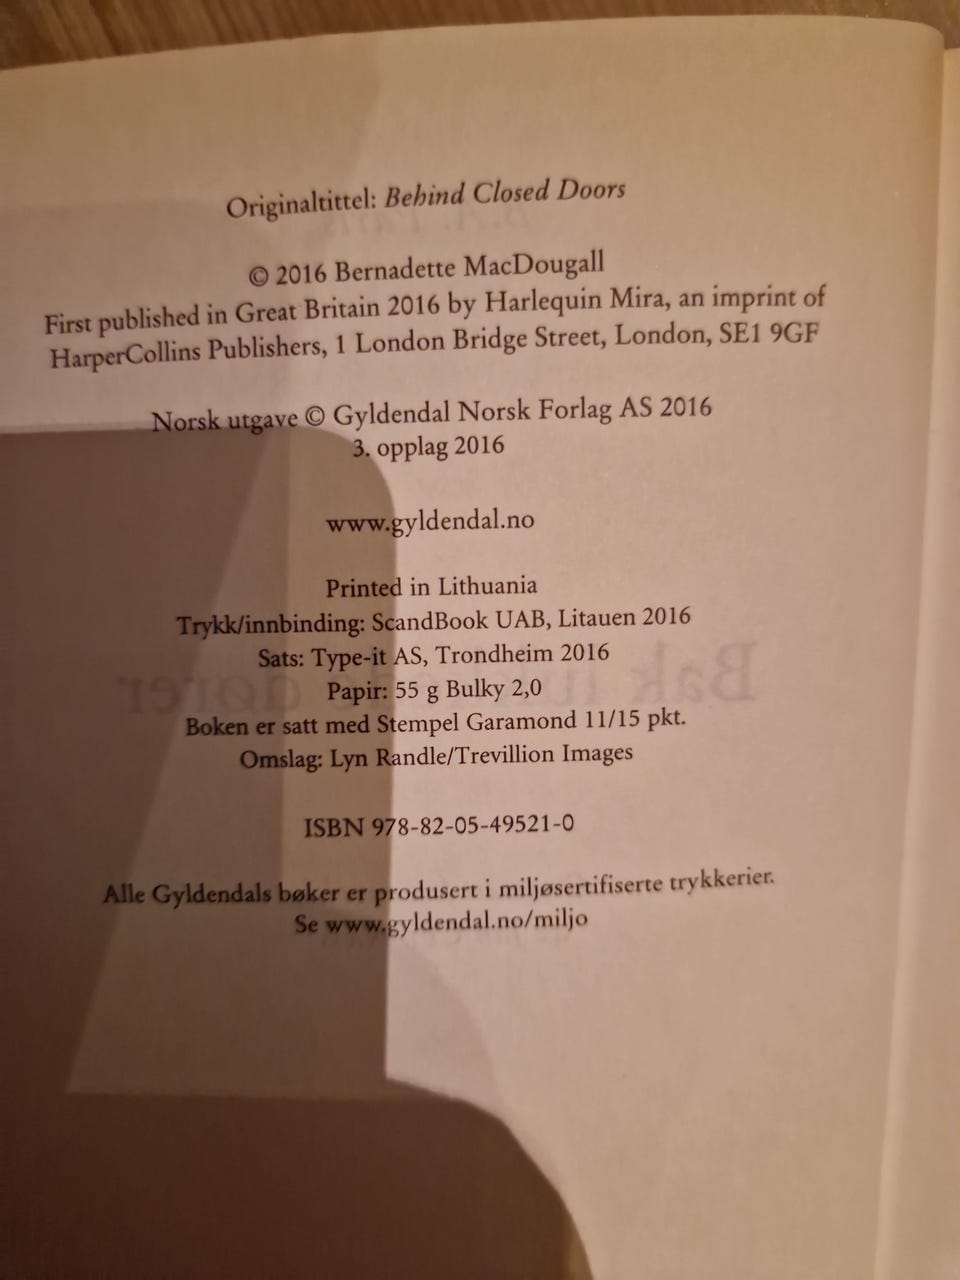 Originaltittel: Behind Closed Doors
© 2016 Bernadette MacDougall
First published in Great Britain 2016 by Harlequin Mira, an imprint of
HarperCollins Publishers, 1 London Bridge Street, London, SE1 9GF
Norsk utgave © Gyldendal Norsk Forlag AS 2016
3. opplag 2016
www.gyldendal.no
Printed in Lithuania
Trykk/innbinding: ScandBook UAB, Litauen 2016
Sats: Type-it AS, Trondheim 2016
Papir: 55 g Bulky 2,0
Boken er satt med Stempel Garamond 11/15 pkt.
Omslag: Lyn Randle/Trevillion Images
ISBN 978-82-05-49521-0
Alle Gyldendals bøker er produsert i miljøsertifiserte trykkerier.
Se www.gyldendal.no/miljo